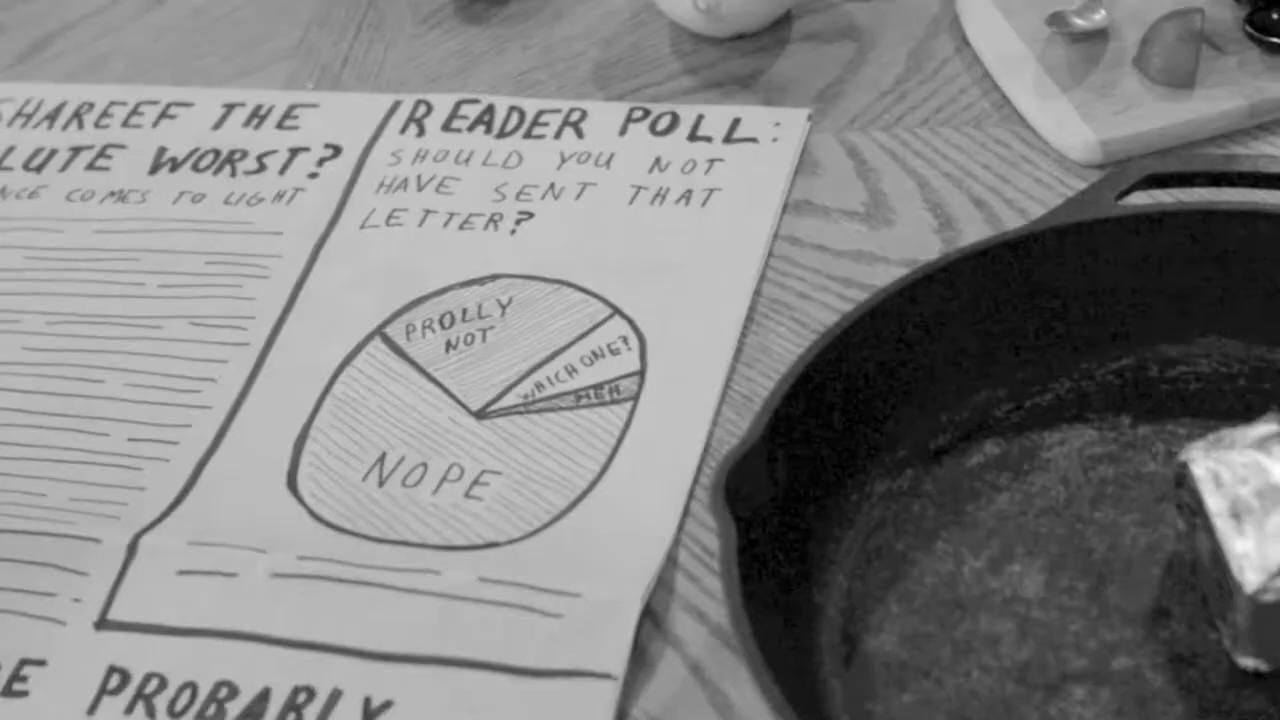 SHAREEF THE
LUTE WORST?
NCE COMES TO LIGHT
READER POLL:
SHOULD YOU NOT
HAVE SENT THAT
LETTER?
PROLLY
NOT
WHICH ONE?
MEH
NOPE
E PROBABLY